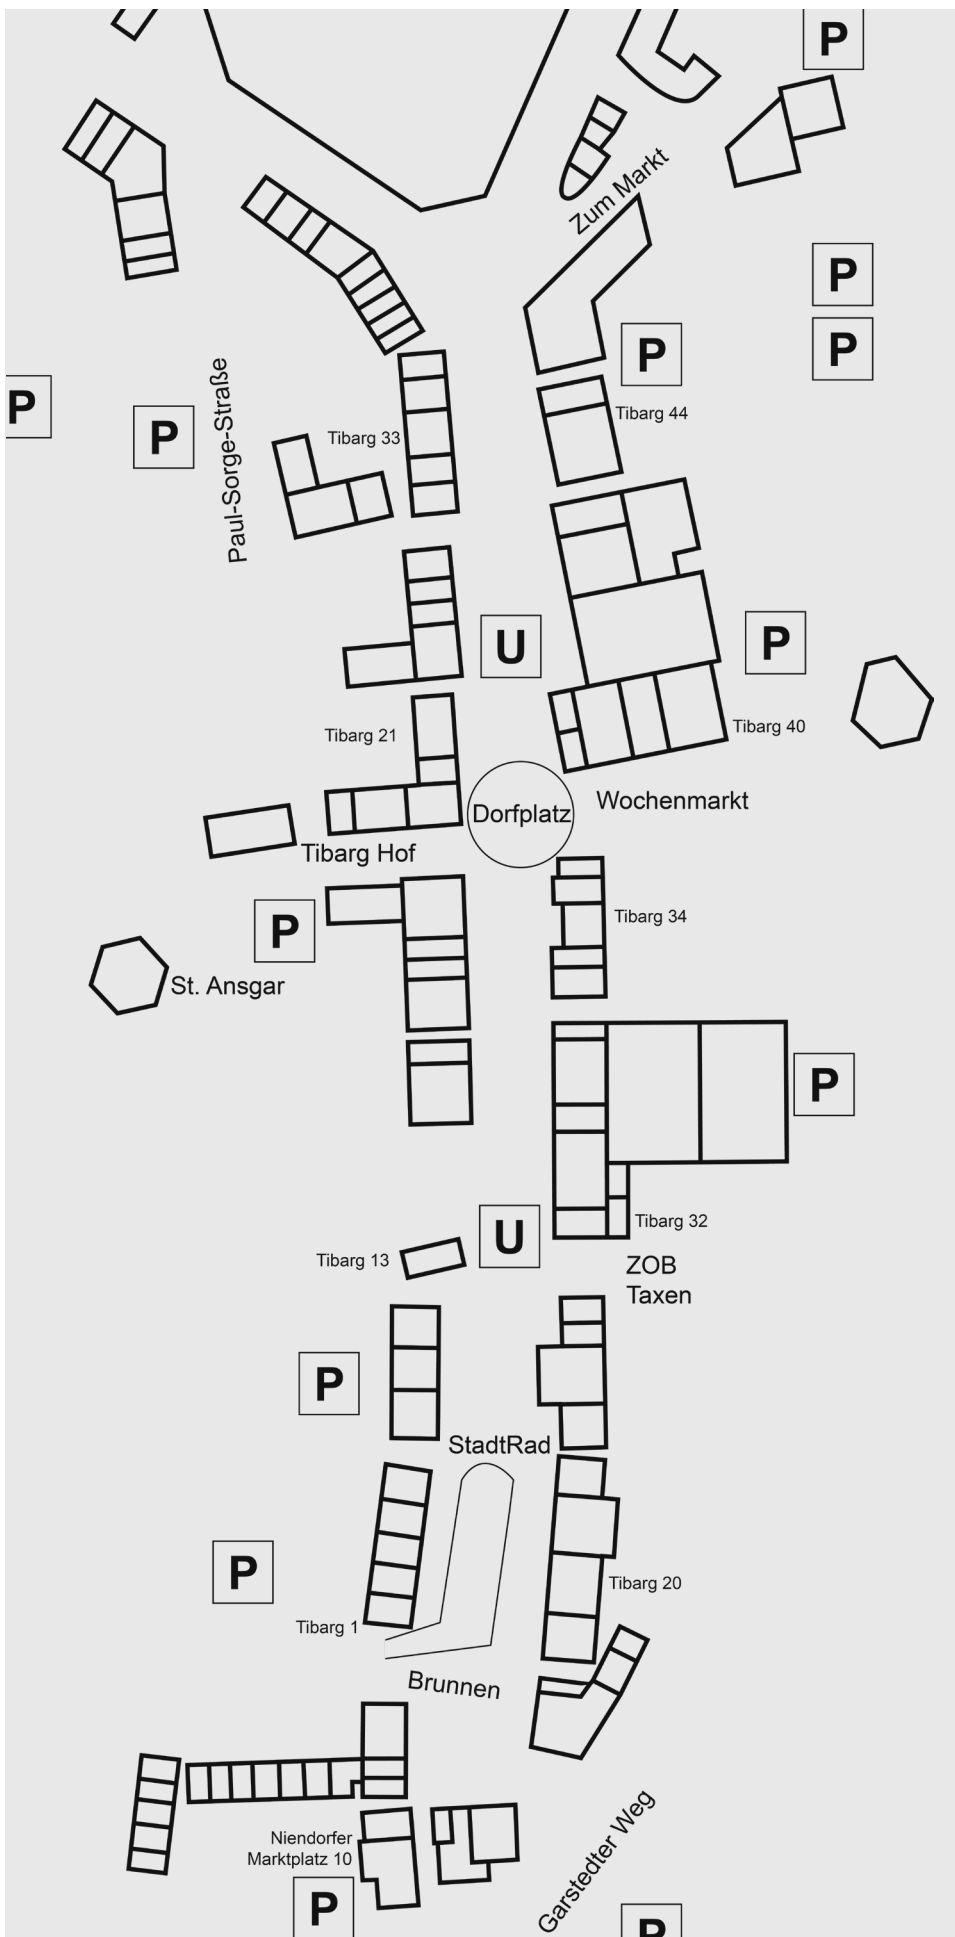 P
Zum Markt
P
P
P
P
P
Paul-Sorge-Straße
Tibarg 33
Tibarg 44
U
P
Tibarg 21
Tibarg 40
Dorfplatz
Wochenmarkt
Tibarg Hof
P
Tibarg 34
St. Ansgar
P
Tibarg 32
U
Tibarg 13
ZOB
Taxen
P
StadtRad
P
Tibarg 20
Tibarg 1
Brunnen
Niendorfer
Marktplatz 10
Garstedter Weg
P
P